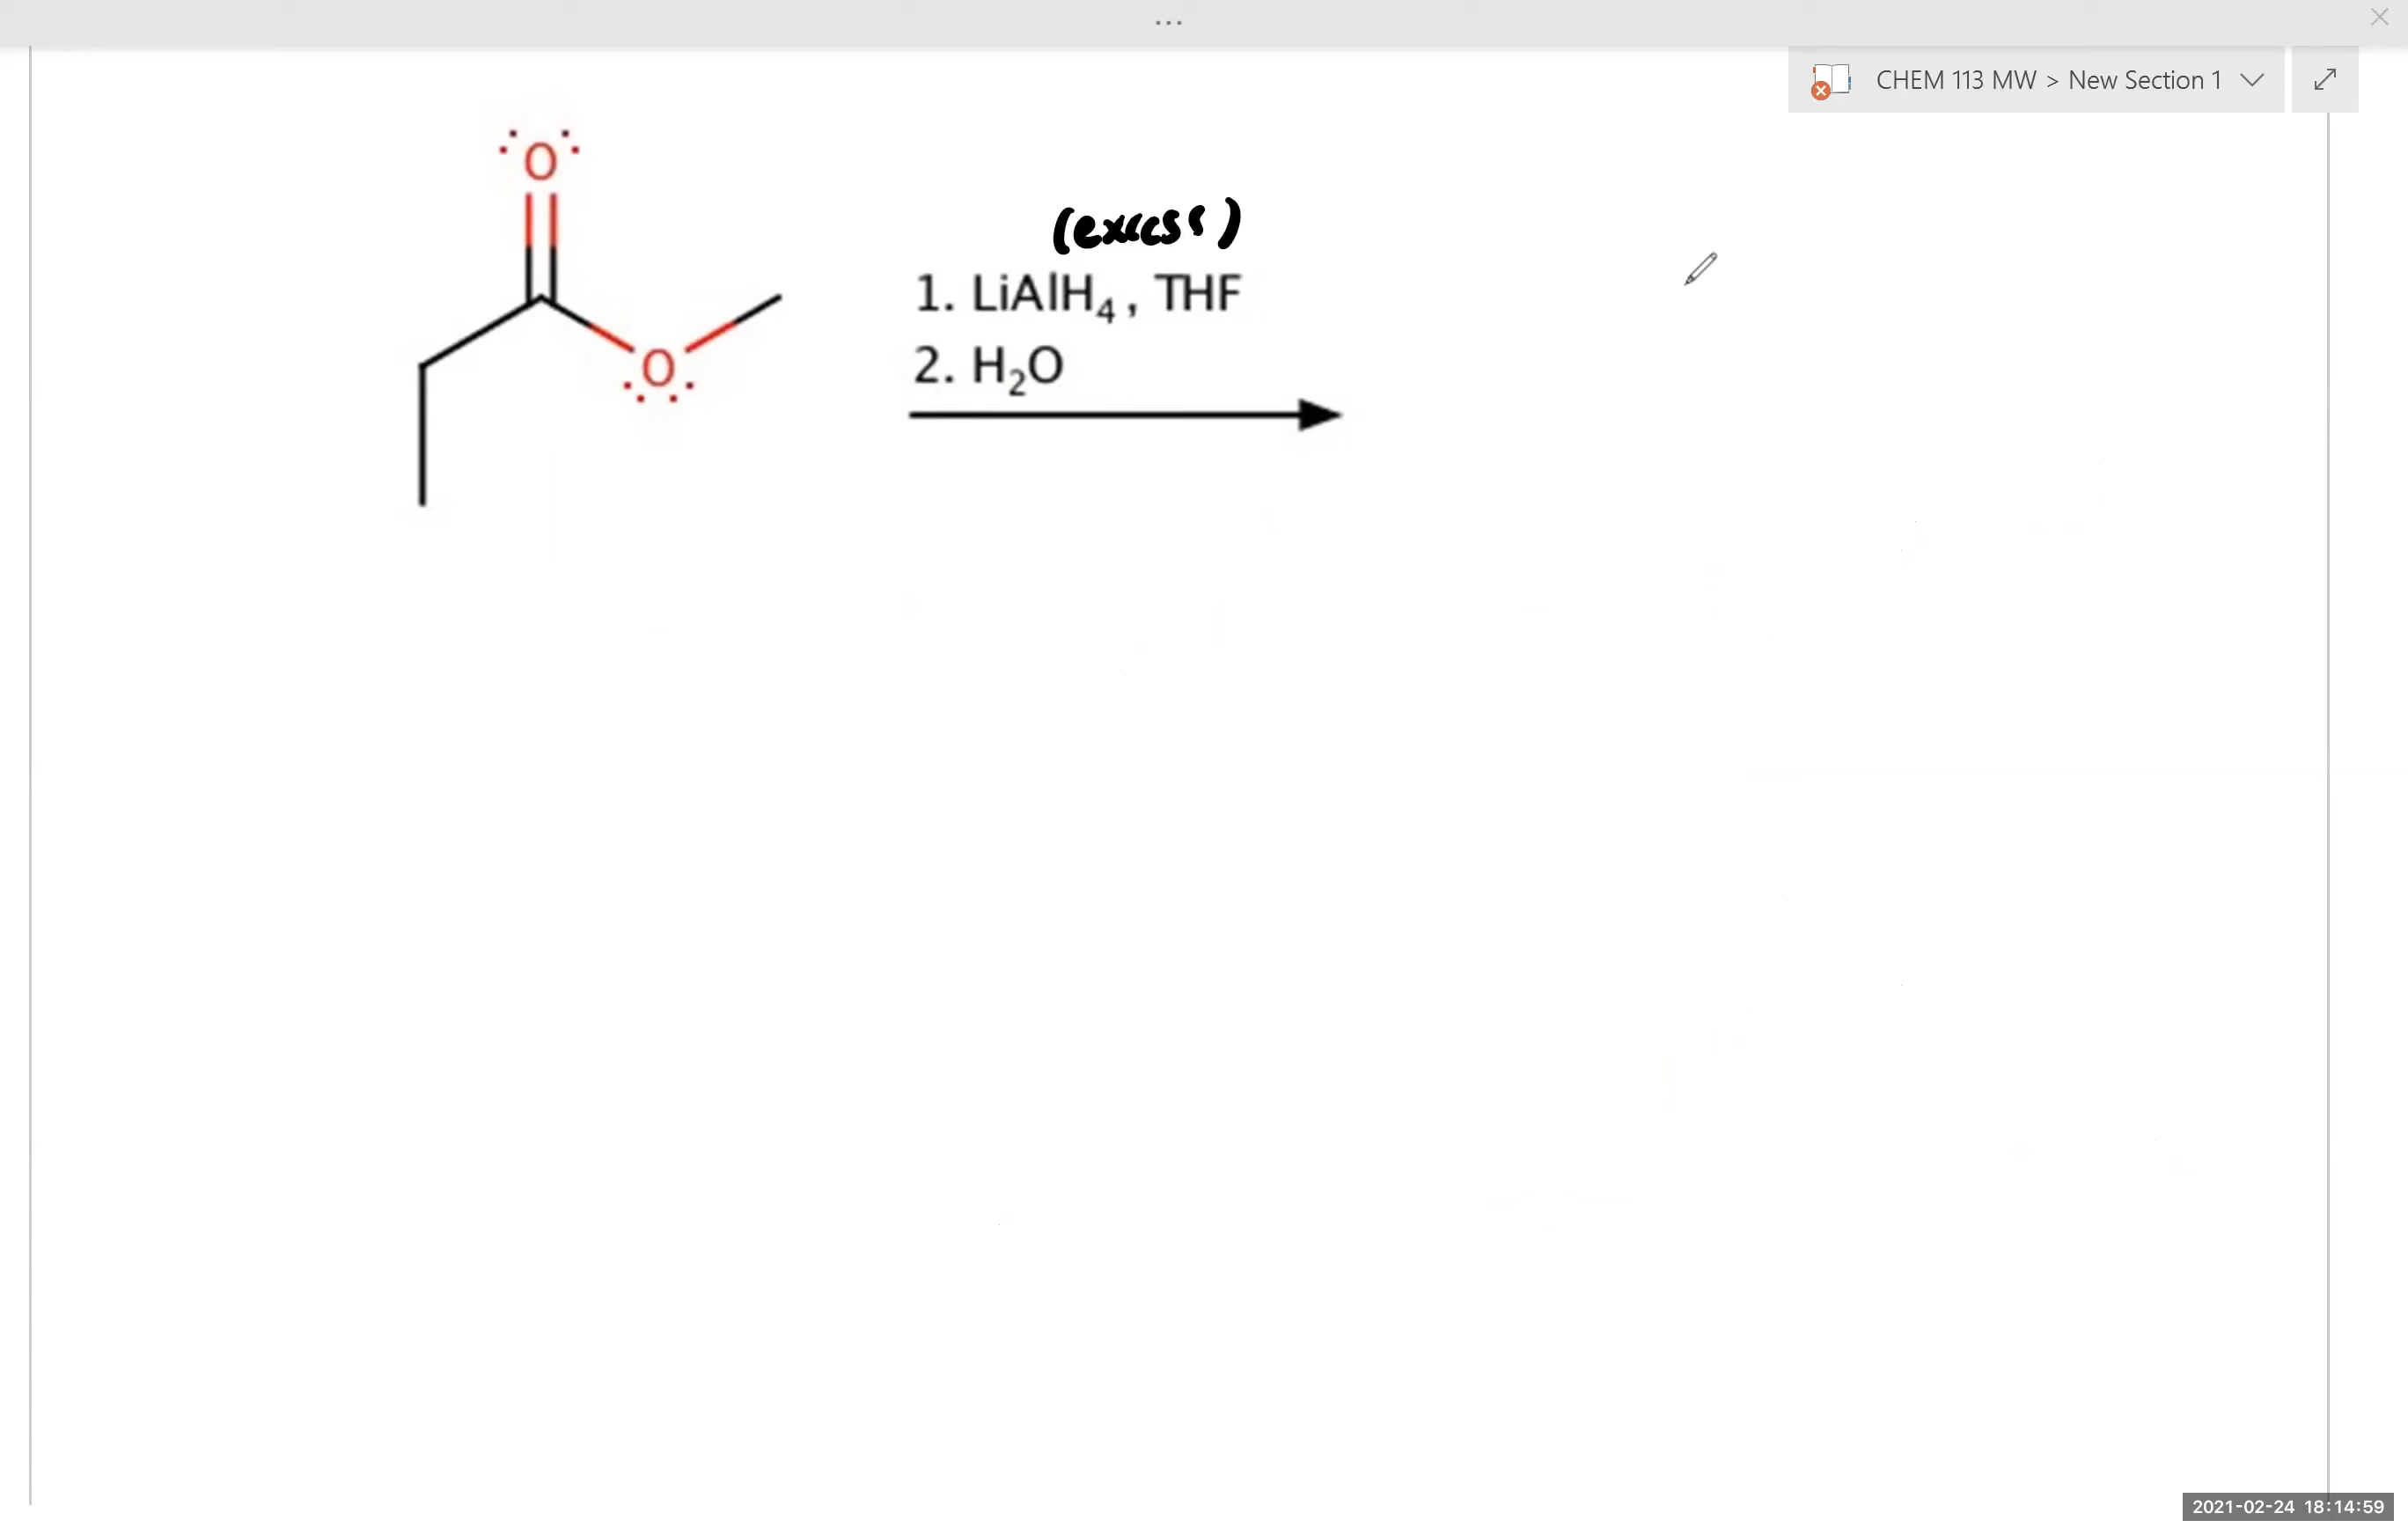 ...
CHEM 113 MW > New Section 1
O
(excess)
1. LiAlH₄, THF
2. H₂O
O
2021-02-24 18:14:59